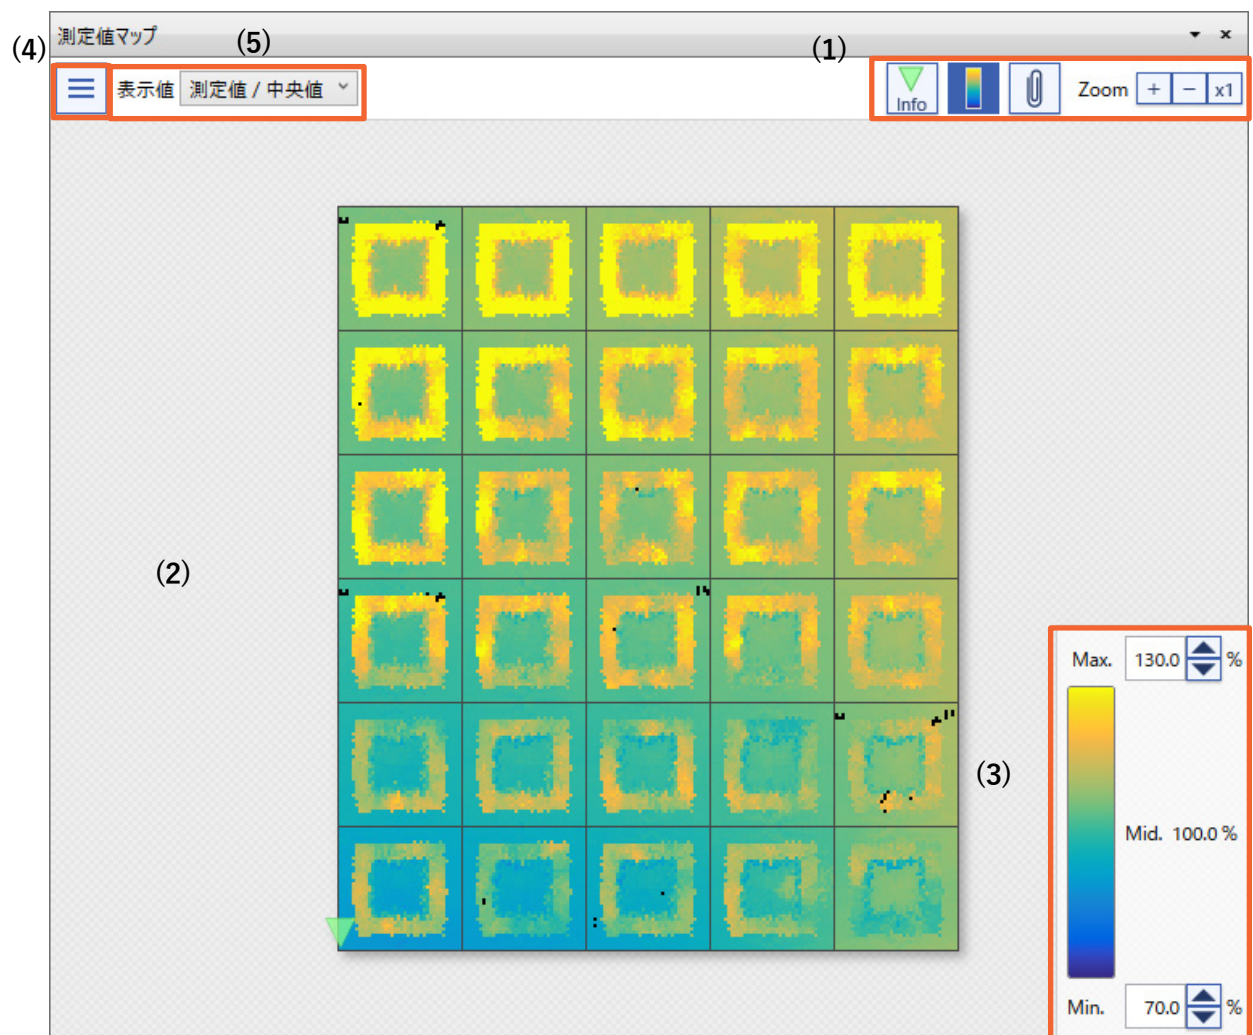 測定値マップ
(4)
(5)
(1)
表示値 測定値 / 中央値
Info
Zoom + − x1
(2)
(3)
Max. 130.0 %
Mid. 100.0 %
Min. 70.0 %